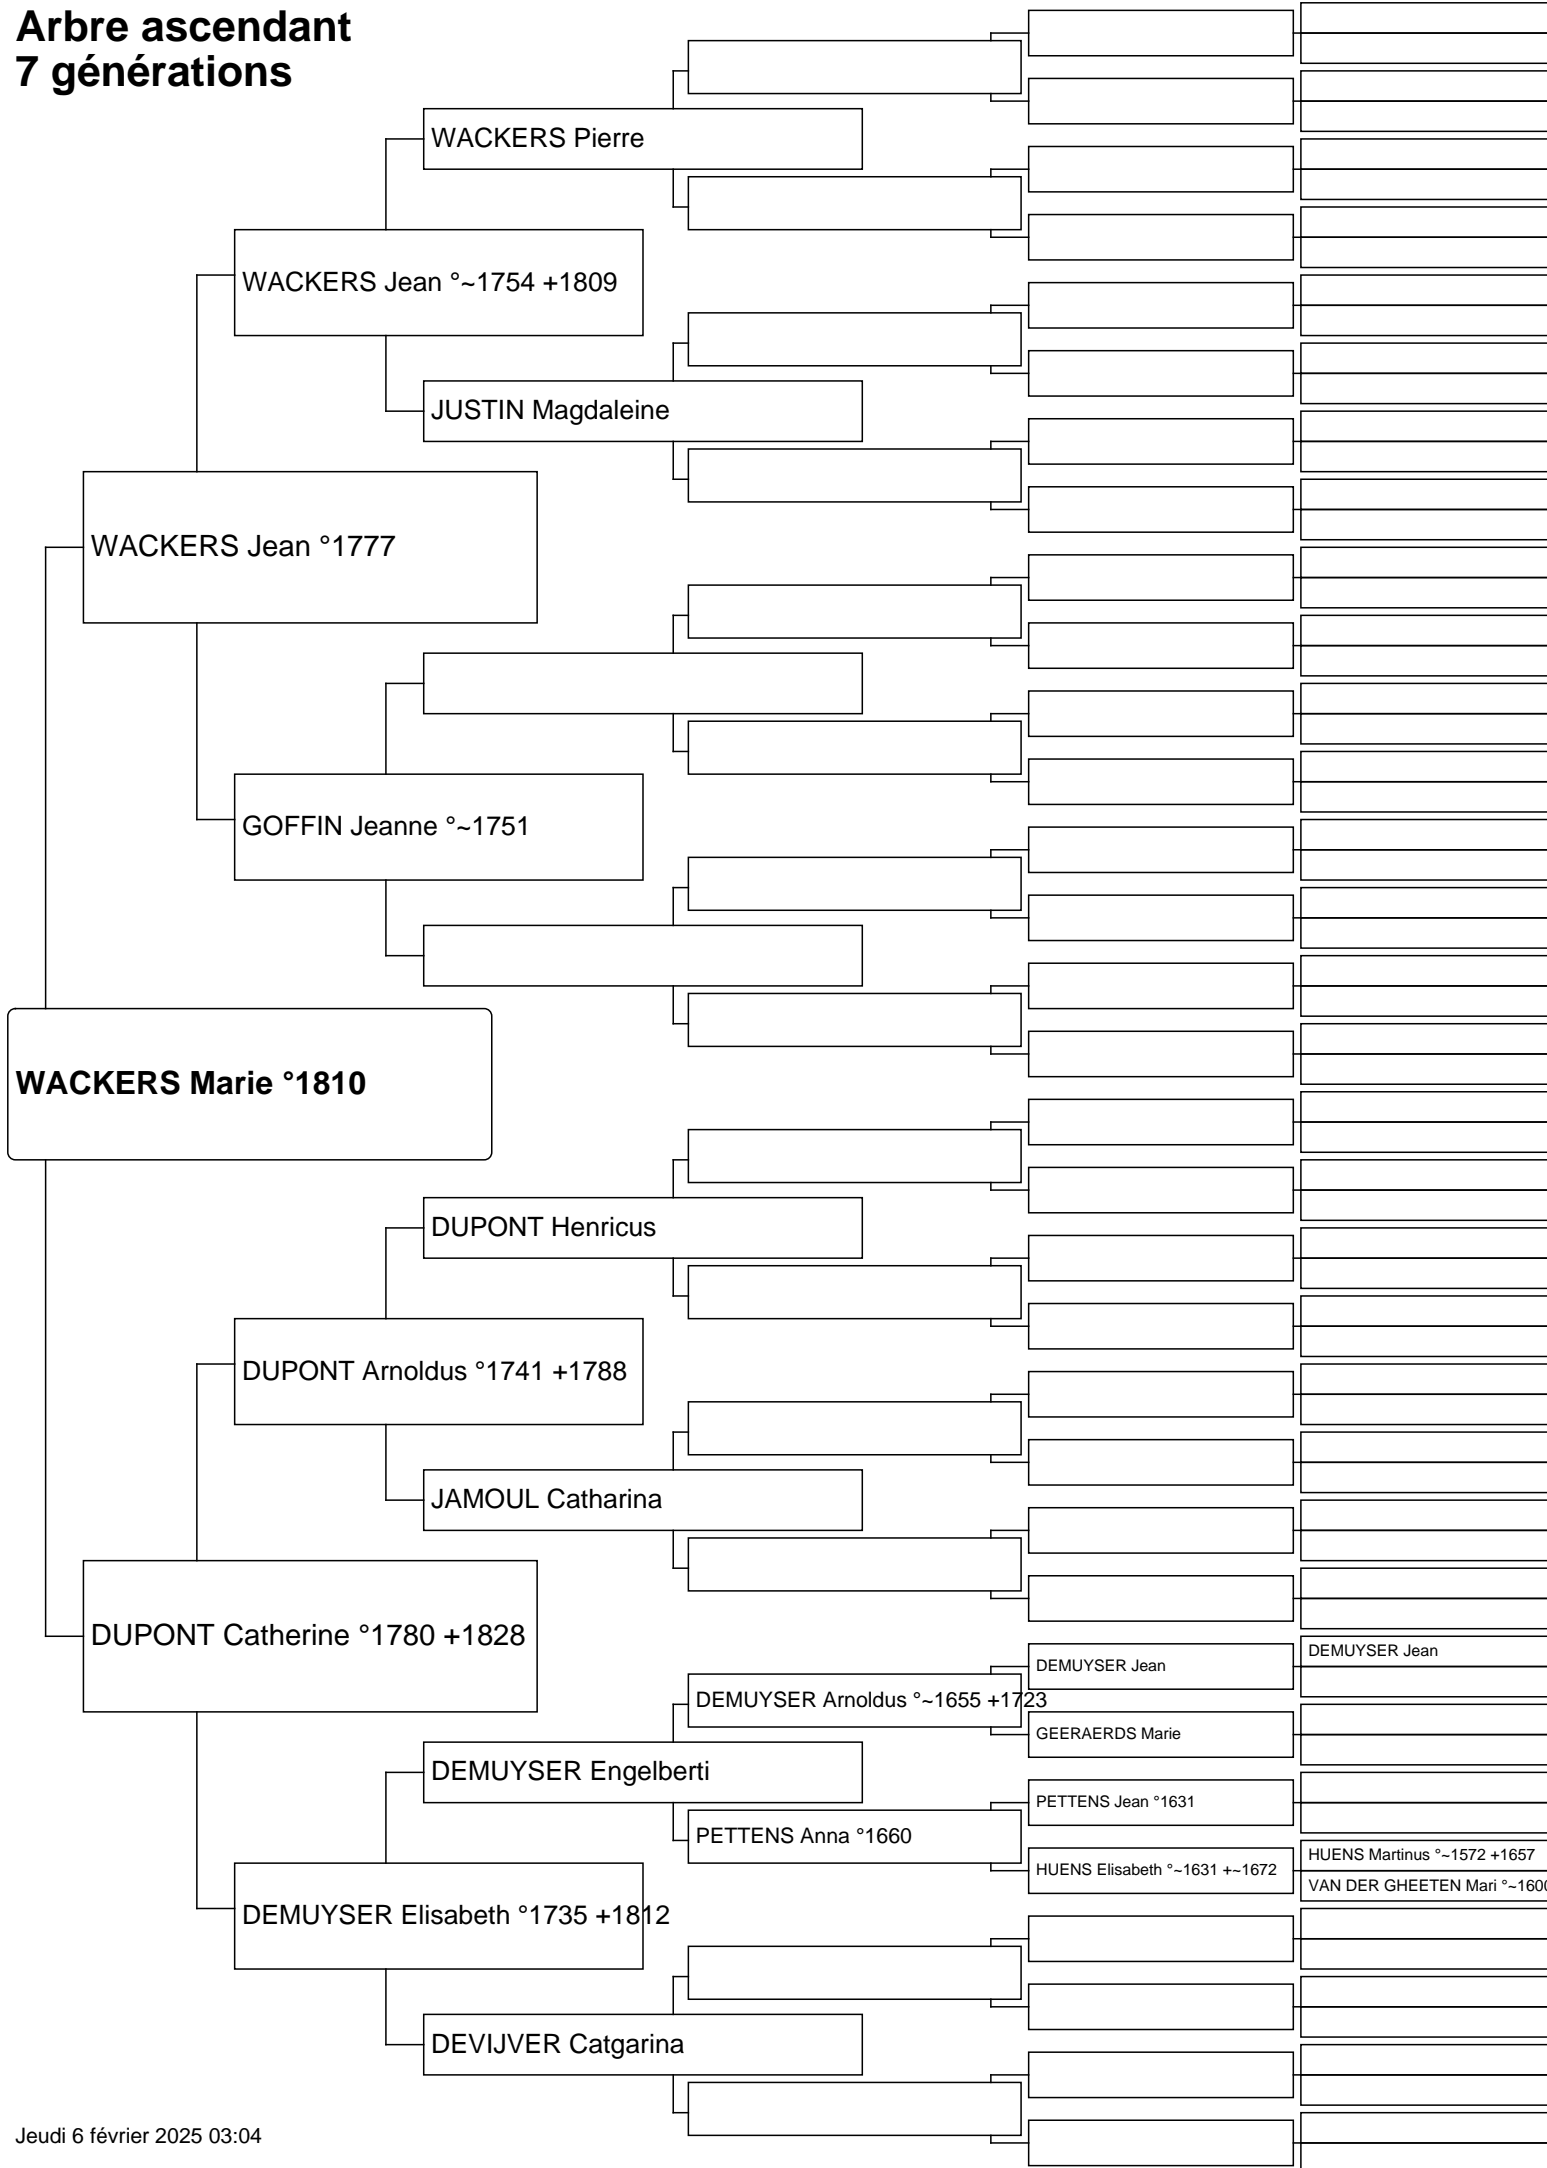 Arbre ascendant
7 générations
WACKERS Pierre
WACKERS Jean °~1754 +1809
JUSTIN Magdaleine
WACKERS Jean °1777
GOFFIN Jeanne °~1751
WACKERS Marie °1810
DUPONT Henricus
DUPONT Arnoldus °1741 +1788
JAMOUL Catharina
DUPONT Catherine °1780 +1828
DEMUYSER Jean
DEMUYSER Jean
DEMUYSER Arnoldus °~1655 +1723
GEERAERDS Marie
DEMUYSER Engelberti
PETTENS Jean °1631
PETTENS Anna °1660
HUENS Martinus °~1572 +1657
HUENS Elisabeth °~1631 +~1672
VAN DER GHEETEN Mari °~1600
DEMUYSER Elisabeth °1735 +1812
DEVIJVER Catgarina
Jeudi 6 février 2025 03:04